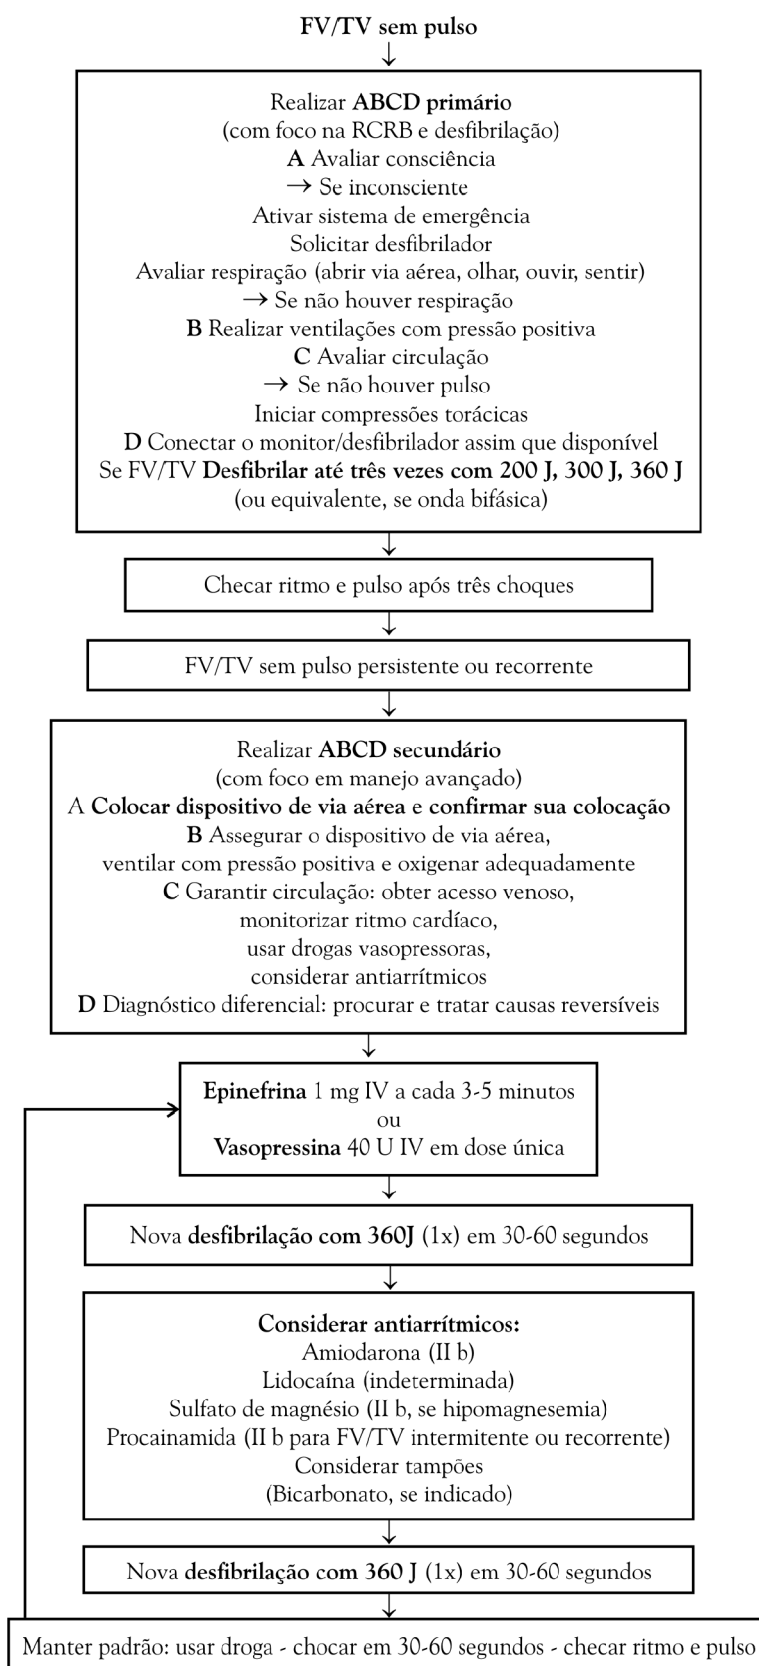 FV/TV sem pulso
Realizar ABCD primário
(com foco na RCRB e desfibrilação)
A Avaliar consciência
→ Se inconsciente
Ativar sistema de emergência
Solicitar desfibrilador
Avaliar respiração (abrir via aérea, olhar, ouvir, sentir)
→ Se não houver respiração
B Realizar ventilações com pressão positiva
C Avaliar circulação
→ Se não houver pulso
Iniciar compressões torácicas
D Conectar o monitor/desfibrilador assim que disponível
Se FV/TV Desfibrilar até três vezes com 200 J, 300 J, 360 J
(ou equivalente, se onda bifásica)
Checar ritmo e pulso após três choques
FV/TV sem pulso persistente ou recorrente
Realizar ABCD secundário
(com foco em manejo avançado)
A Colocar dispositivo de via aérea e confirmar sua colocação
B Assegurar o dispositivo de via aérea,
ventilar com pressão positiva e oxigenar adequadamente
C Garantir circulação: obter acesso venoso,
monitorizar ritmo cardíaco,
usar drogas vasopressoras,
considerar antiarrítmicos
D Diagnóstico diferencial: procurar e tratar causas reversíveis
Epinefrina 1 mg IV a cada 3-5 minutos
ou
Vasopressina 40 U IV em dose única
Nova desfibrilação com 360J (1x) em 30-60 segundos
Considerar antiarrítmicos:
Amiodarona (II b)
Lidocaína (indeterminada)
Sulfato de magnésio (II b, se hipomagnesemia)
Procainamida (II b para FV/TV intermitente ou recorrente)
Considerar tampões
(Bicarbonato, se indicado)
Nova desfibrilação com 360 J (1x) em 30-60 segundos
Manter padrão: usar droga - chocar em 30-60 segundos - checar ritmo e pulso